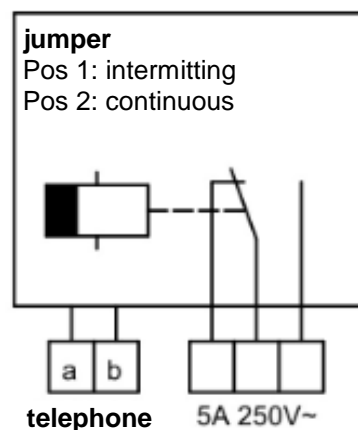 jumper
Pos 1: intermitting
Pos 2: continuous
a b
telephone 5A 250V~